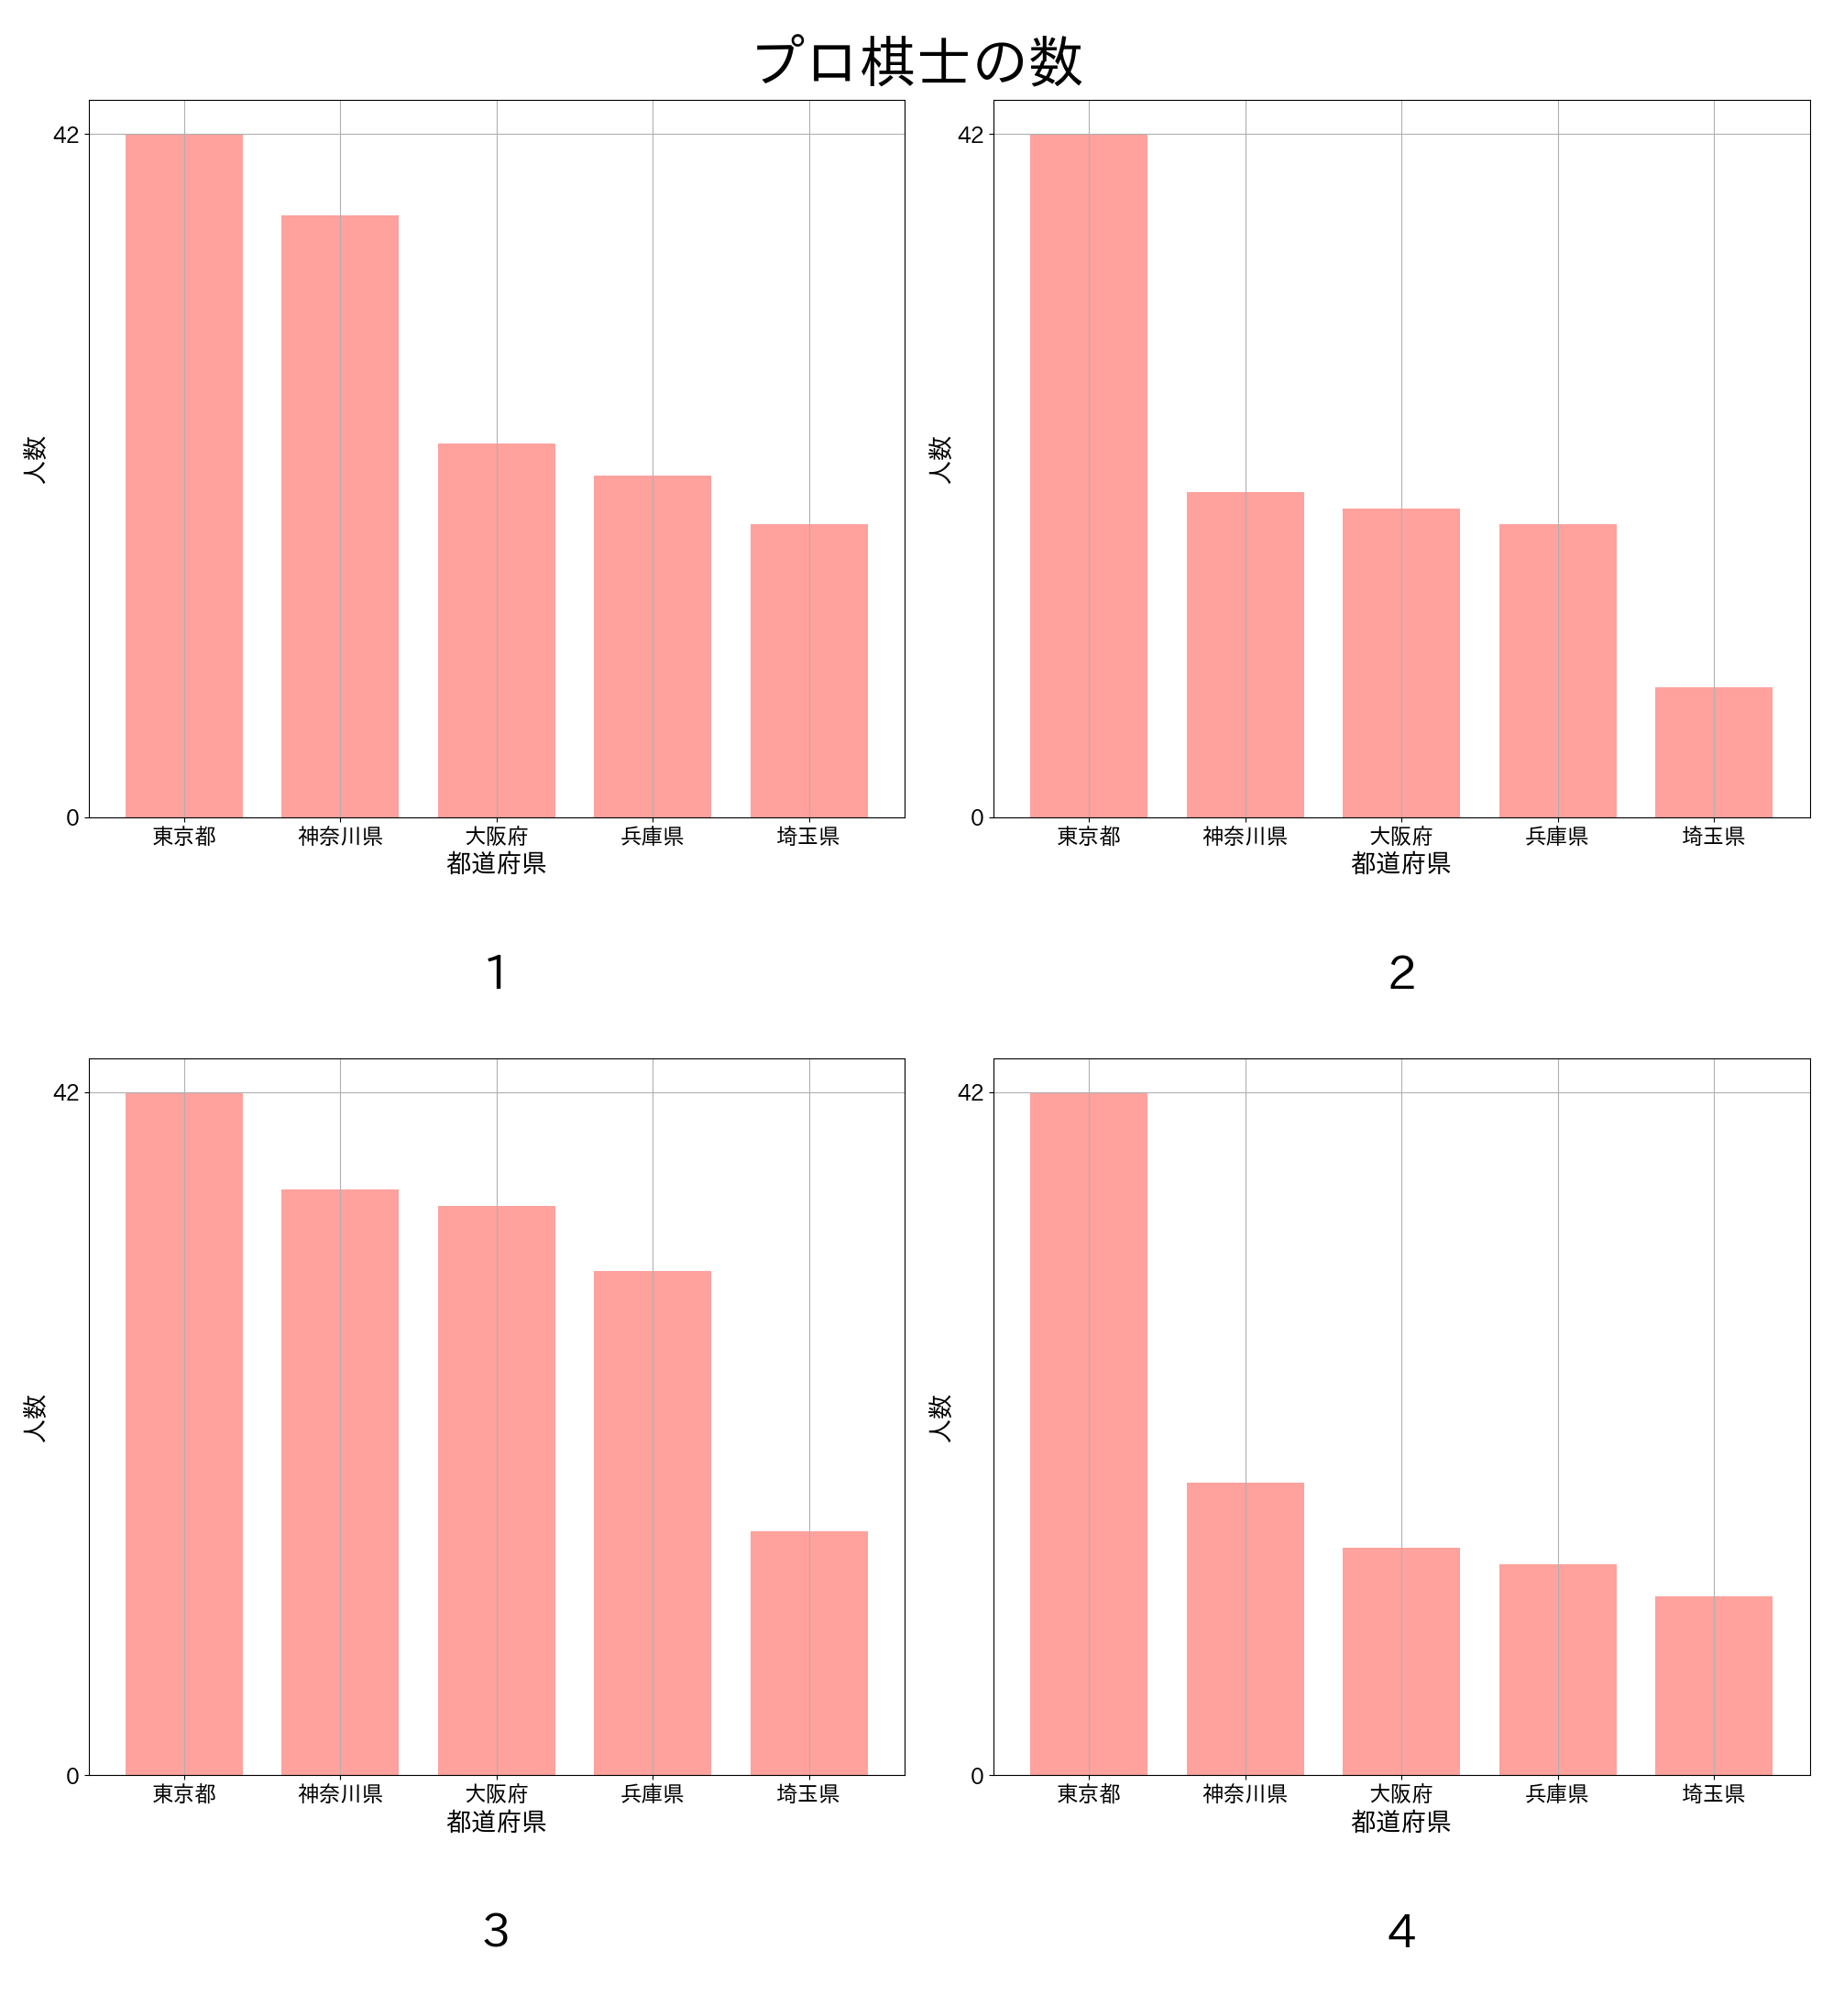 プロ棋士の数
42
0
人数
東京都 神奈川県 大阪府 兵庫県 埼玉県
都道府県
1
42
0
人数
東京都 神奈川県 大阪府 兵庫県 埼玉県
都道府県
2
42
0
人数
東京都 神奈川県 大阪府 兵庫県 埼玉県
都道府県
3
42
0
人数
東京都 神奈川県 大阪府 兵庫県 埼玉県
都道府県
4